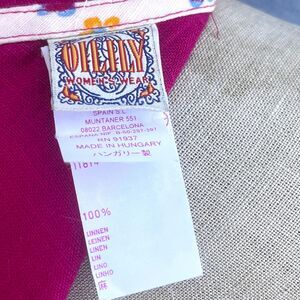 OILILY
WOMEN'S WEAR
SPAIN S.L.
MUNTANER 551
08022 BARCELONA
RN 91937
MADE IN HUNGARY
ハンガリー製
100%
LINNEN
LEINEN
LINEN
LIN
LINO
LINHO
麻